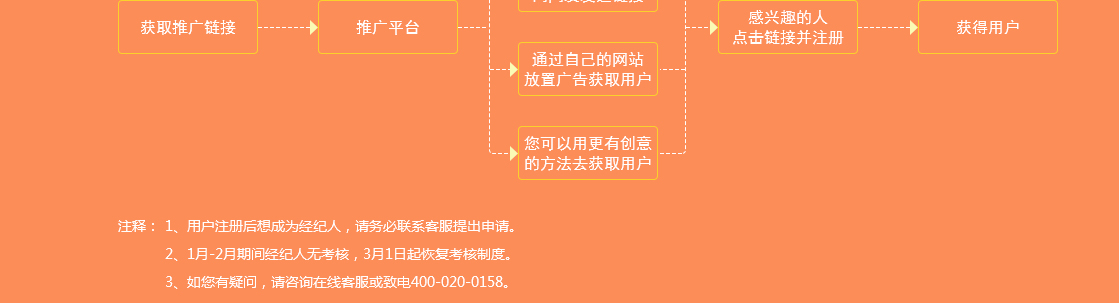 获取推广链接
推广平台
通过自己的网站
放置广告获取用户
您可以用更有创意
的方法去获取用户
感兴趣的人
点击链接并注册
获得用户
注释： 1、用户注册后想成为经纪人，请务必联系客服提出申请。
2、1月-2月期间经纪人无考核，3月1日起恢复考核制度。
3、如您有疑问，请咨询在线客服或致电400-020-0158。